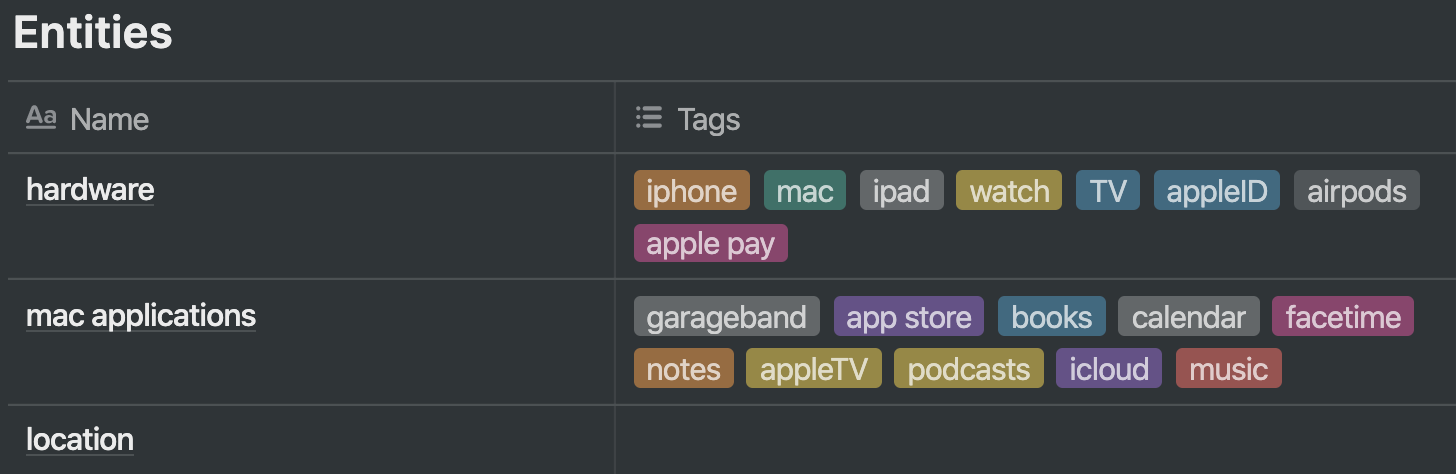 Entities
Aa Name Tags
hardware iphone mac ipad watch TV appleID airpods
apple pay
mac applications garageband app store books calendar facetime
notes appleTV podcasts icloud music
location